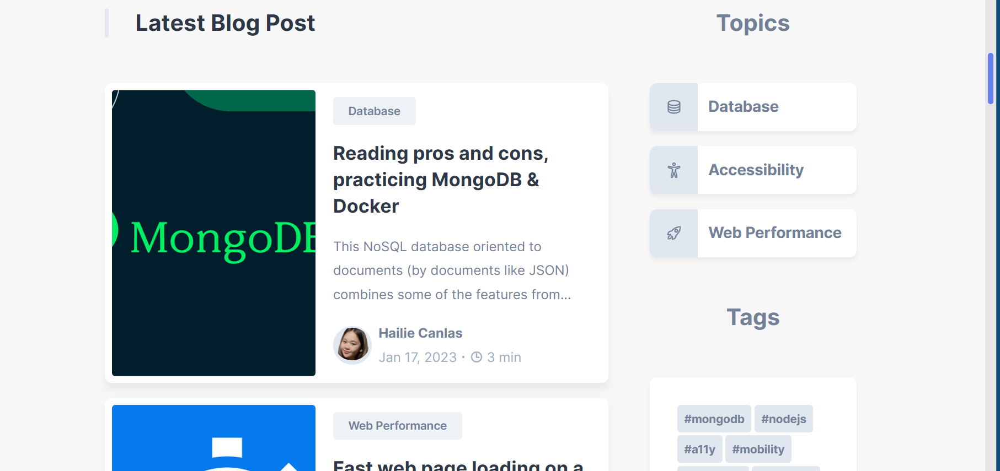 Latest Blog Post
Topics
MongoDB
Database
Reading pros and cons,
practicing MongoDB &
Docker
This NoSQL database oriented to
documents (by documents like JSON)
combines some of the features from...
Hailie Canlas
Jan 17, 2023 · 3 min
Web Performance
Fast web page loading on a
Database
Accessibility
Web Performance
Tags
#mongodb #nodejs
#a11y #mobility